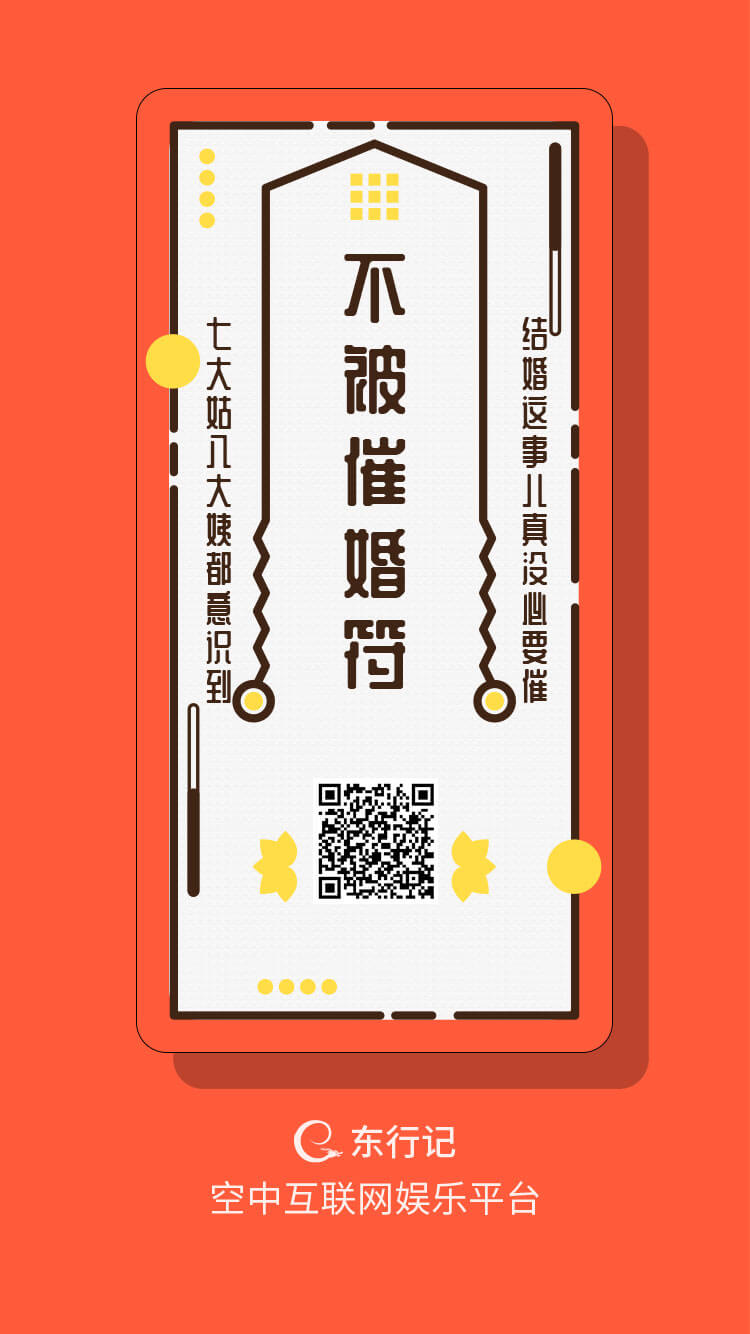 不被催婚符
七大姑八大姨都意识到
结婚这事儿真没必要催
东行记
空中互联网娱乐平台